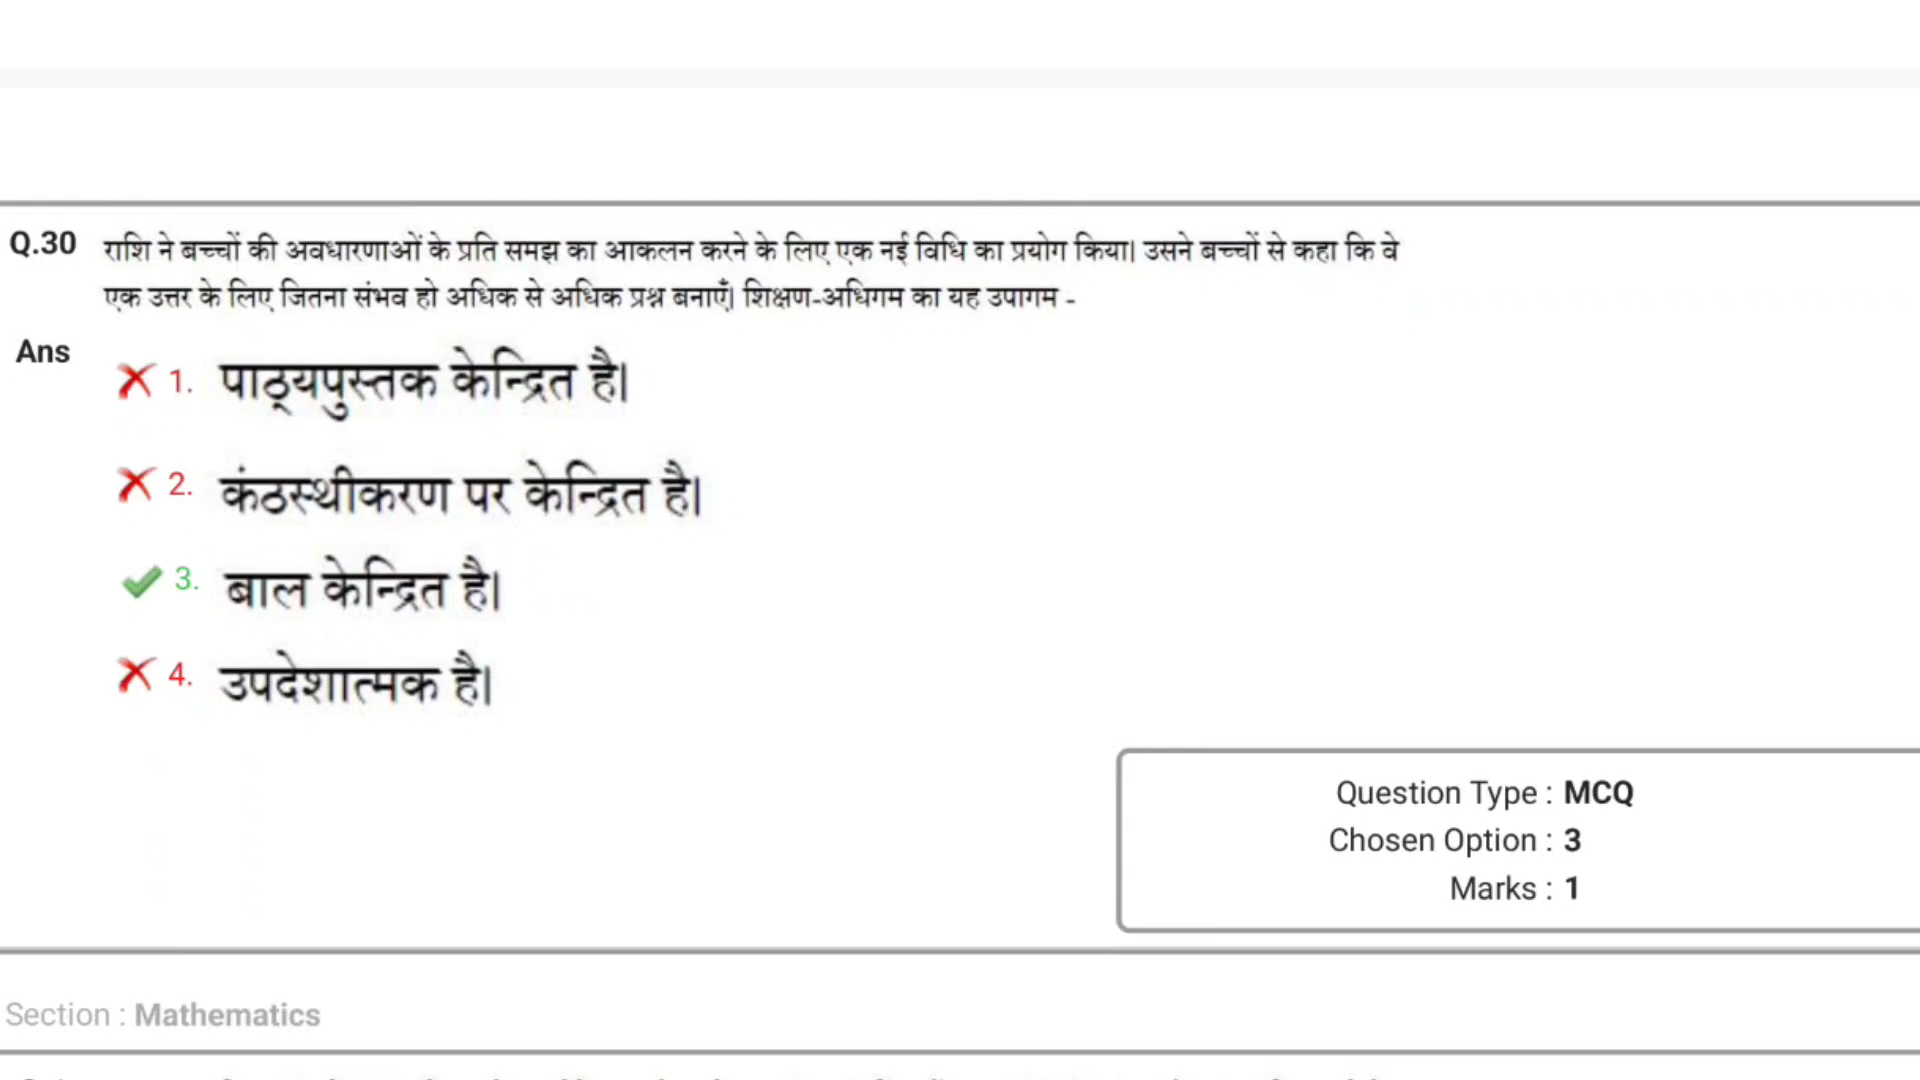 Q.30 राशि ने बच्चों की अवधारणाओं के प्रति समझ का आकलन करने के लिए एक नई विधि का प्रयोग किया। उसने बच्चों से कहा कि वे
एक उत्तर के लिए जितना संभव हो अधिक से अधिक प्रश्न बनाएँ। शिक्षण-अधिगम का यह उपागम -
Ans
1. पाठ्यपुस्तक केन्द्रित है।
2. कंठस्थीकरण पर केन्द्रित है।
3. बाल केन्द्रित है।
4. उपदेशात्मक है।
Question Type : MCQ
Chosen Option : 3
Marks : 1
Section : Mathematics